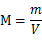 M = m/V